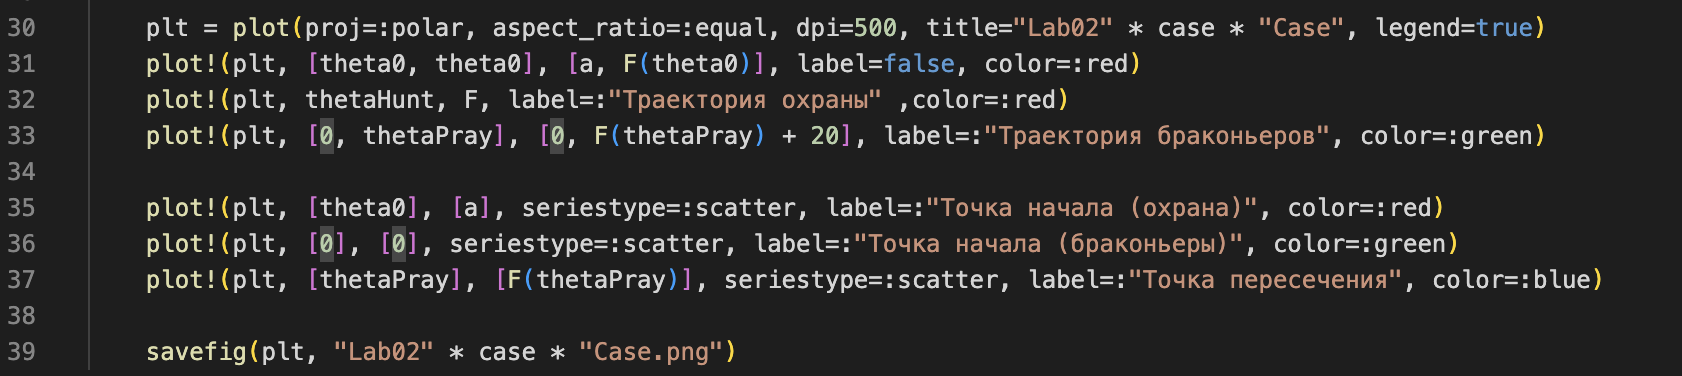 30 plt = plot(proj=:polar, aspect_ratio=:equal, dpi=500, title="Lab02" * case * "Case", legend=true)
31 plot!(plt, [theta0, theta0], [a, F(theta0)], label=false, color=:red)
32 plot!(plt, thetaHunt, F, label=:"Траектория охраны" ,color=:red)
33 plot!(plt, [0, thetaPray], [0, F(thetaPray) + 20], label=:"Траектория браконьеров", color=:green)
34
35 plot!(plt, [theta0], [a], seriestype=:scatter, label=:"Точка начала (охрана)", color=:red)
36 plot!(plt, [0], [0], seriestype=:scatter, label=:"Точка начала (браконьеры)", color=:green)
37 plot!(plt, [thetaPray], [F(thetaPray)], seriestype=:scatter, label=:"Точка пересечения", color=:blue)
38
39 savefig(plt, "Lab02" * case * "Case.png")